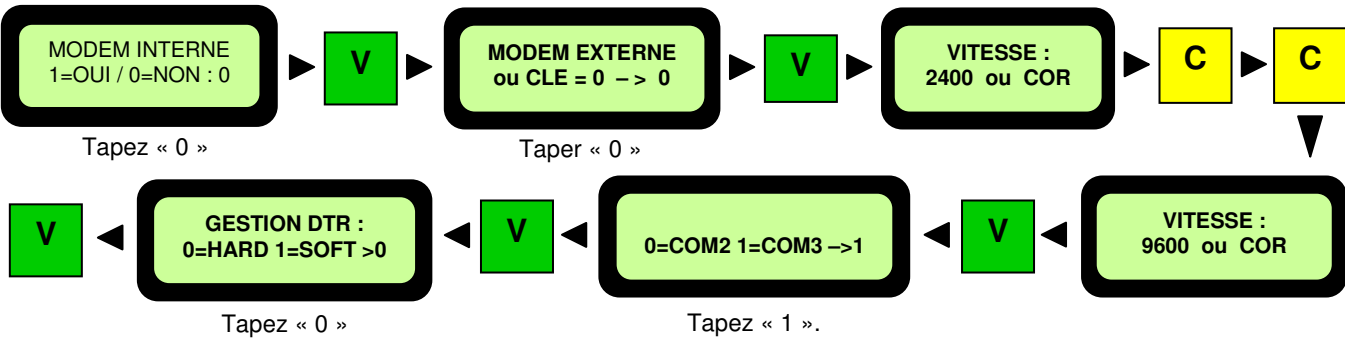 MODEM INTERNE
1=OUI / 0=NON : 0
V
MODEM EXTERNE
ou CLE = 0 – > 0
V
VITESSE :
2400 ou COR
C
C
Tapez « 0 »
Taper « 0 »
VITESSE :
9600 ou COR
V
0=COM2 1=COM3 –>1
V
GESTION DTR :
0=HARD 1=SOFT >0
V
Tapez « 1 ».
Tapez « 0 »